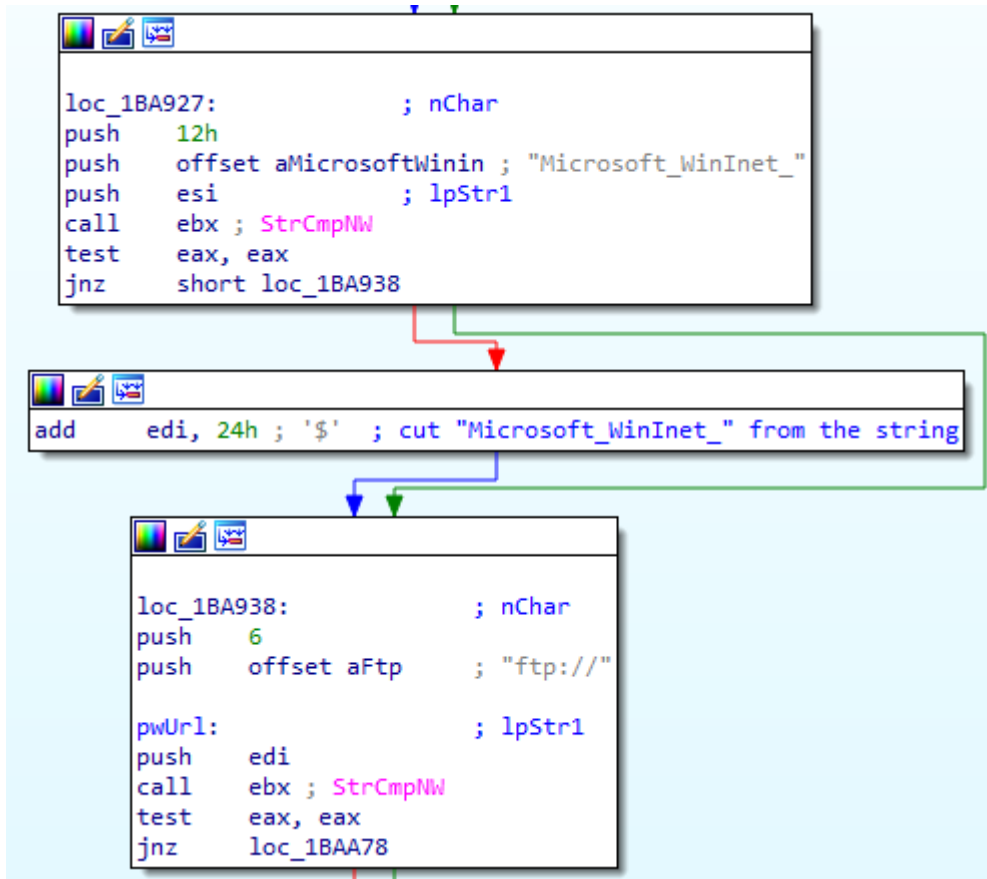 loc_1BA927: ; nChar
push 12h
push offset aMicrosoftWinin ; "Microsoft_WinInet_"
push esi ; lpStr1
call ebx ; StrCmpNW
test eax, eax
jnz short loc_1BA938
add edi, 24h ; '$' ; cut "Microsoft_WinInet_" from the string
loc_1BA938: ; nChar
push 6
push offset aFtp ; "ftp://"
pwUrl: ; lpStr1
push edi
call ebx ; StrCmpNW
test eax, eax
jnz loc_1BAA78